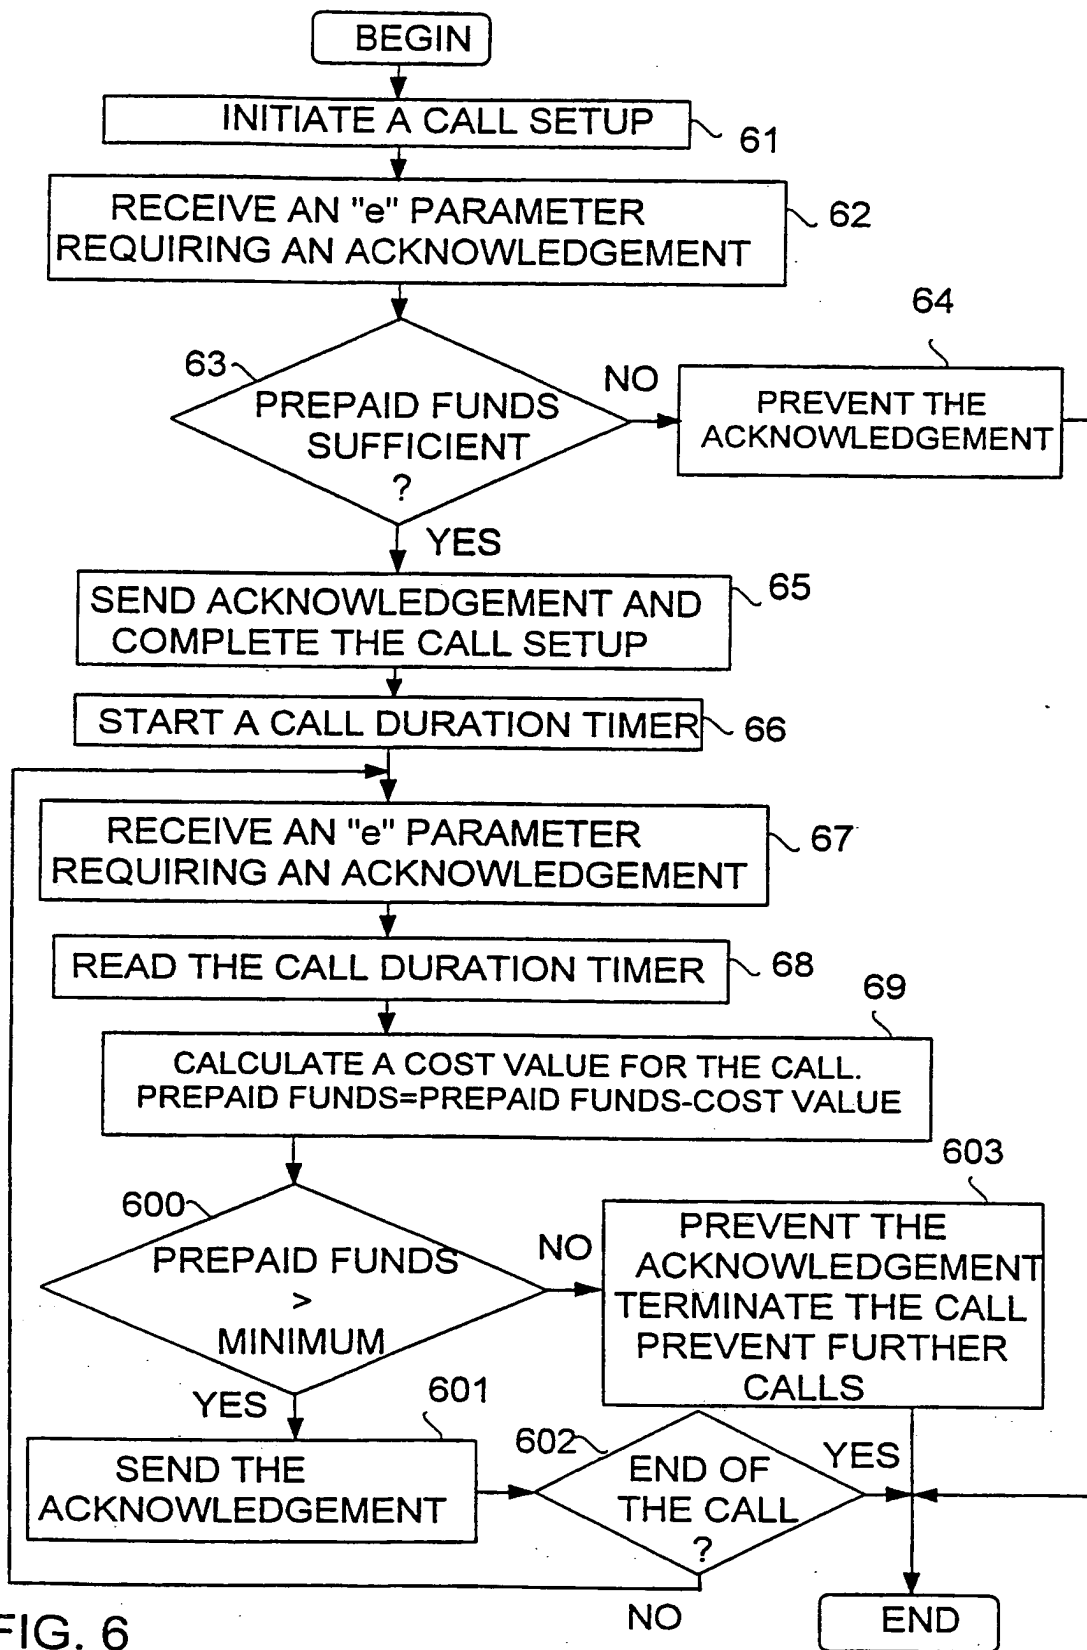 BEGIN
INITIATE A CALL SETUP
61
RECEIVE AN "e" PARAMETER
REQUIRING AN ACKNOWLEDGEMENT
62
63
PREPAID FUNDS
SUFFICIENT
?
NO
64
PREVENT THE
ACKNOWLEDGEMENT
YES
SEND ACKNOWLEDGEMENT AND
COMPLETE THE CALL SETUP
65
START A CALL DURATION TIMER
66
RECEIVE AN "e" PARAMETER
REQUIRING AN ACKNOWLEDGEMENT
67
READ THE CALL DURATION TIMER
68
69
CALCULATE A COST VALUE FOR THE CALL.
PREPAID FUNDS=PREPAID FUNDS-COST VALUE
600
PREPAID FUNDS
>
MINIMUM
NO
603
PREVENT THE
ACKNOWLEDGEMENT
TERMINATE THE CALL
PREVENT FURTHER
CALLS
YES
601
SEND THE
ACKNOWLEDGEMENT
602
END OF
THE CALL
?
YES
NO
END
FIG. 6